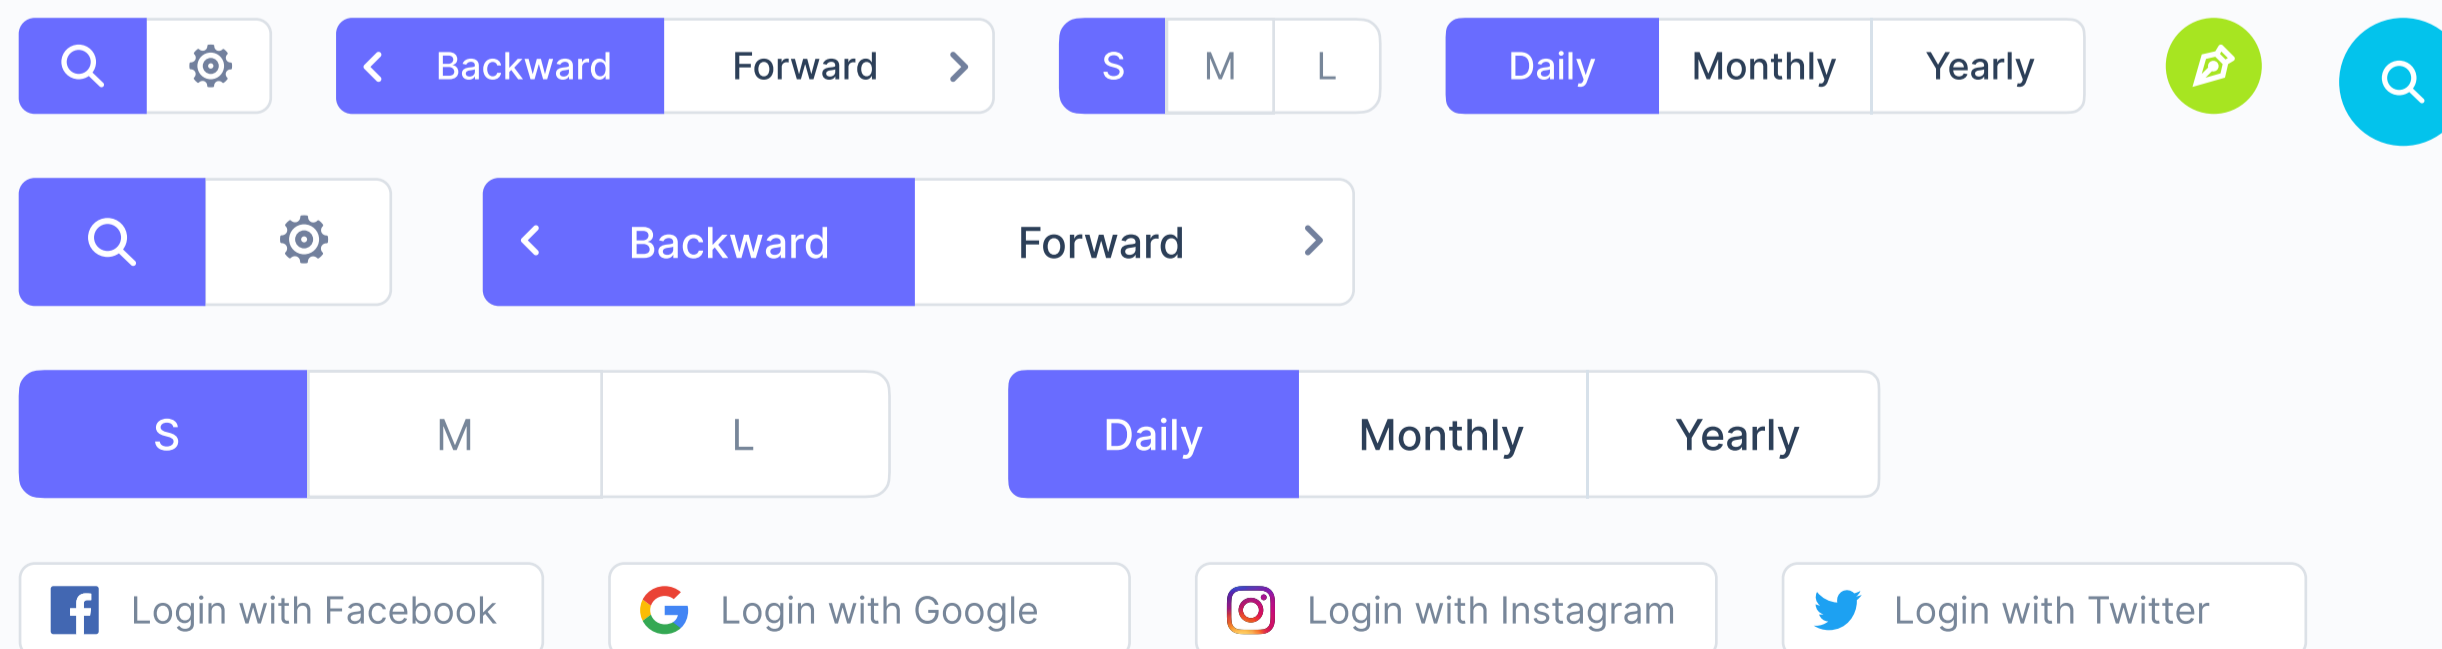 Backward Forward S M L Daily Monthly Yearly
Backward Forward
S M L Daily Monthly Yearly
Login with Facebook Login with Google Login with Instagram Login with Twitter